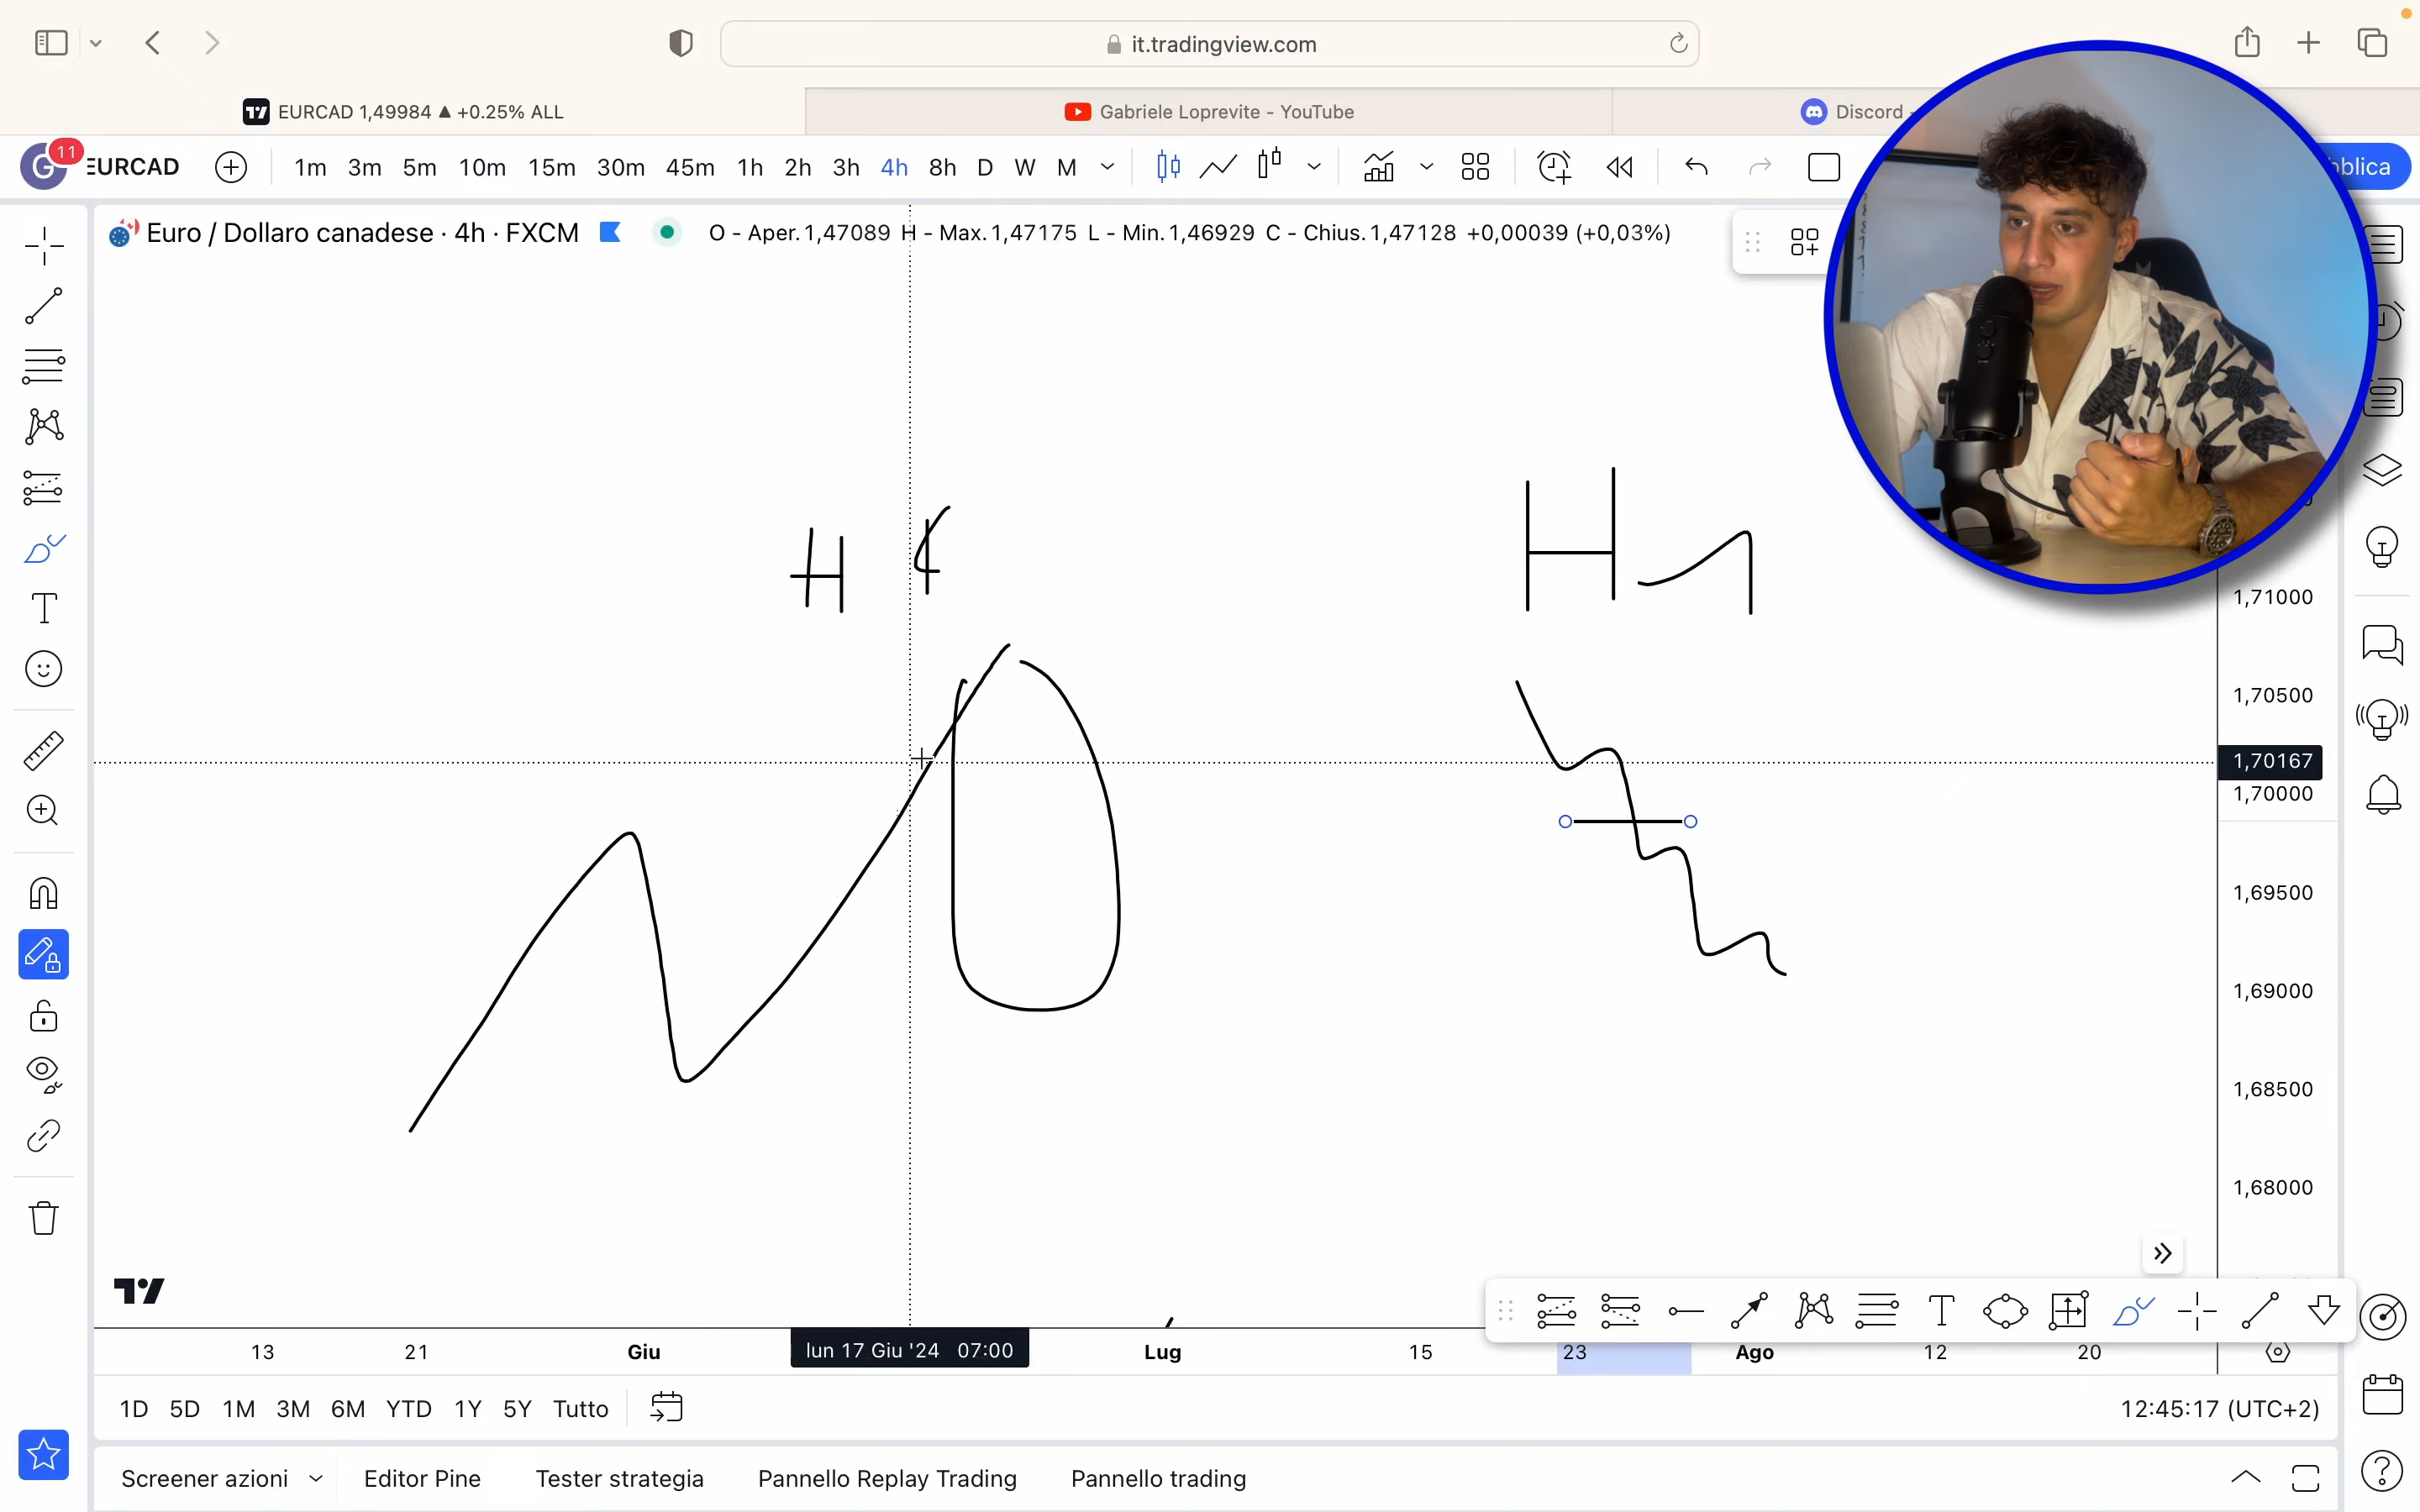 it.tradingview.com
EURCAD 1,49984 ▲ +0.25% ALL
Gabriele Loprevite - YouTube
Discord
G 11 EURCAD 1m 3m 5m 10m 15m 30m 45m 1h 2h 3h 4h 8h D W M
Euro / Dollaro canadese · 4h · FXCM O - Aper. 1,47089 H - Max. 1,47175 L - Min. 1,46929 C - Chius. 1,47128 +0,00039 (+0,03%)
H 4
H 1
1,71000
1,70500
1,70167
1,70000
1,69500
1,69000
1,68500
1,68000
13 21 Giu lun 17 Giu '24 07:00 Lug 15 23 Ago 12 20
1D 5D 1M 3M 6M YTD 1Y 5Y Tutto 12:45:17 (UTC+2)
Screener azioni Editor Pine Tester strategia Pannello Replay Trading Pannello trading